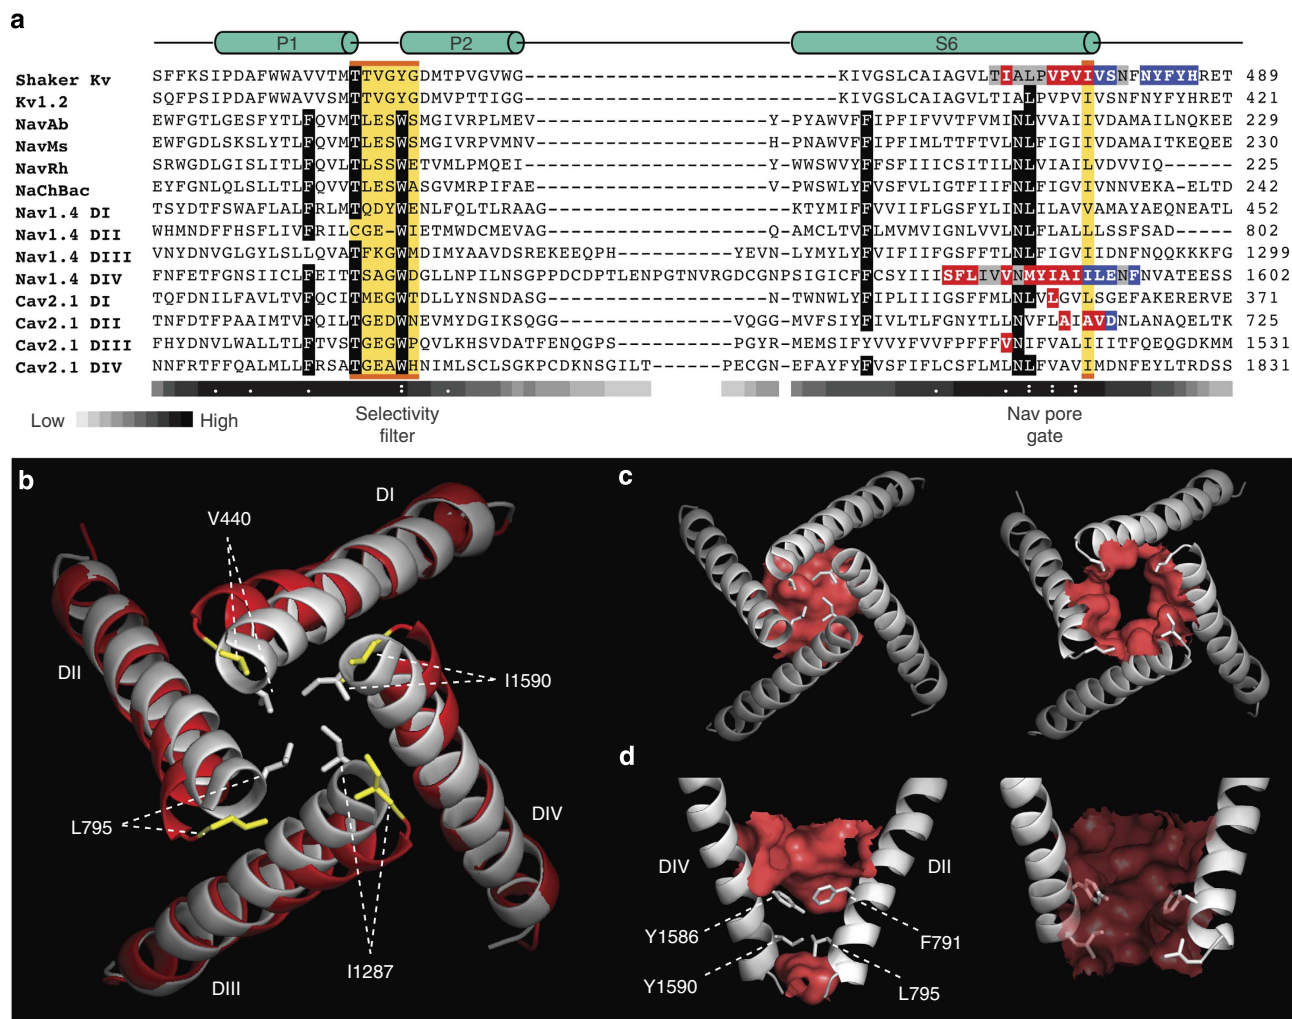 a
P1 P2 S6
Shaker Kv SFFKSIPDAFWWAVVTMTTVGYGDMTPVGVWG---------------------------KIVGSLCAIAGVLTIALPVPVIVSNFNYFYHRET 489
Kv1.2 SQFPSIPDAFWWAVVSMTTVGYGDMVPTTIGG---------------------------KIVGSLCAIAGVLTIALPVPVIVSNFNYFYHRET 421
NavAb EWFGTLGESFYTLFQVMTLESWSMGIVRPLMEV--------------------Y-PYAWVFFIPFIFVVTFVMINLVVAIIVDAMAILNQKEE 229
NavMs EWFGDLSKSLYTLFQVMTLESWSMGIVRPVMNV--------------------H-PNAWVFFIPFIMLTTFTVLNLFIGIIVDAMAITKEQEE 230
NavRh SRWGDLGISLITLFQVLTLSSWETVMLPMQEI---------------------Y-WWSWVYFFSFIIICSITILNLVIAILVDVVIQ------ 225
NaChBac EYFGNLQLSLLTLFQVVTLESWASGVMRPIFAE--------------------V-PWSWLYFVSFVLIGTFIIFNLFIGVIVNNVEKA-ELTD 242
Nav1.4 DI TSYDTFSWAFLALFRLMTQDYWENLFQLTLRAAG---------------------KTYMIFFVVIIFLGSFYLINLILAVVAMAYAEQNEATL 452
Nav1.4 DII WHMNDFFHSFLIVFRILCGE-WIETMWDCMEVAG-------------------Q-AMCLTVFLMVMVIGNLVVLNLFLALLLSSFSAD----- 802
Nav1.4 DIII VNYDNVGLGYLSLLQVATFKGWMDIMYAAVDSREKEEQPH----------YEVN-LYMYLYFVIFIIFGSFFTLNLFIGVIIDNFNQQKKKFG 1299
Nav1.4 DIV FNFETFGNSIICLFEITTSAGWDGLLNPILNSGPPDCDPTLENPGTNVRGDCGNPSIGICFFCSYIIISFLIVVNMYIAIILENFNVATEESS 1602
Cav2.1 DI TQFDNILFAVLTVFQCITMEGWTDLLYNSNDASG-------------------N-TWNWLYFIPLIIIGSFFMLNLVLGVLSGEFAKERERVE 371
Cav2.1 DII TNFDTFPAAIMTVFQILTGEDWNEVMYDGIKSQGG---------------VQGG-MVFSIYFIVLTLFGNYTLLNVFLAIAVDNLANAQELTK 725
Cav2.1 DIII FHYDNVLWALLTLFTVSTGEGWPQVLKHSVDATFENQGPS----------PGYR-MEMSIFYVVYFVVFPFFFVNIFVALIIITFQEQGDKMM 1531
Cav2.1 DIV FNRTFFQALMLLFRSATGEAWHNIMLSCLSGKPCDKNSGILT------PECGN-EFAYFYFVSFIFLCSFLMLNLFVAVIMDNFEYLTRDSS 1831
Low High
Selectivity
filter
Nav pore
gate
b
DI
V440
DII
I1590
L795
DIV
I1287
DIII
c
d
DIV
DII
Y1586
F791
Y1590
L795